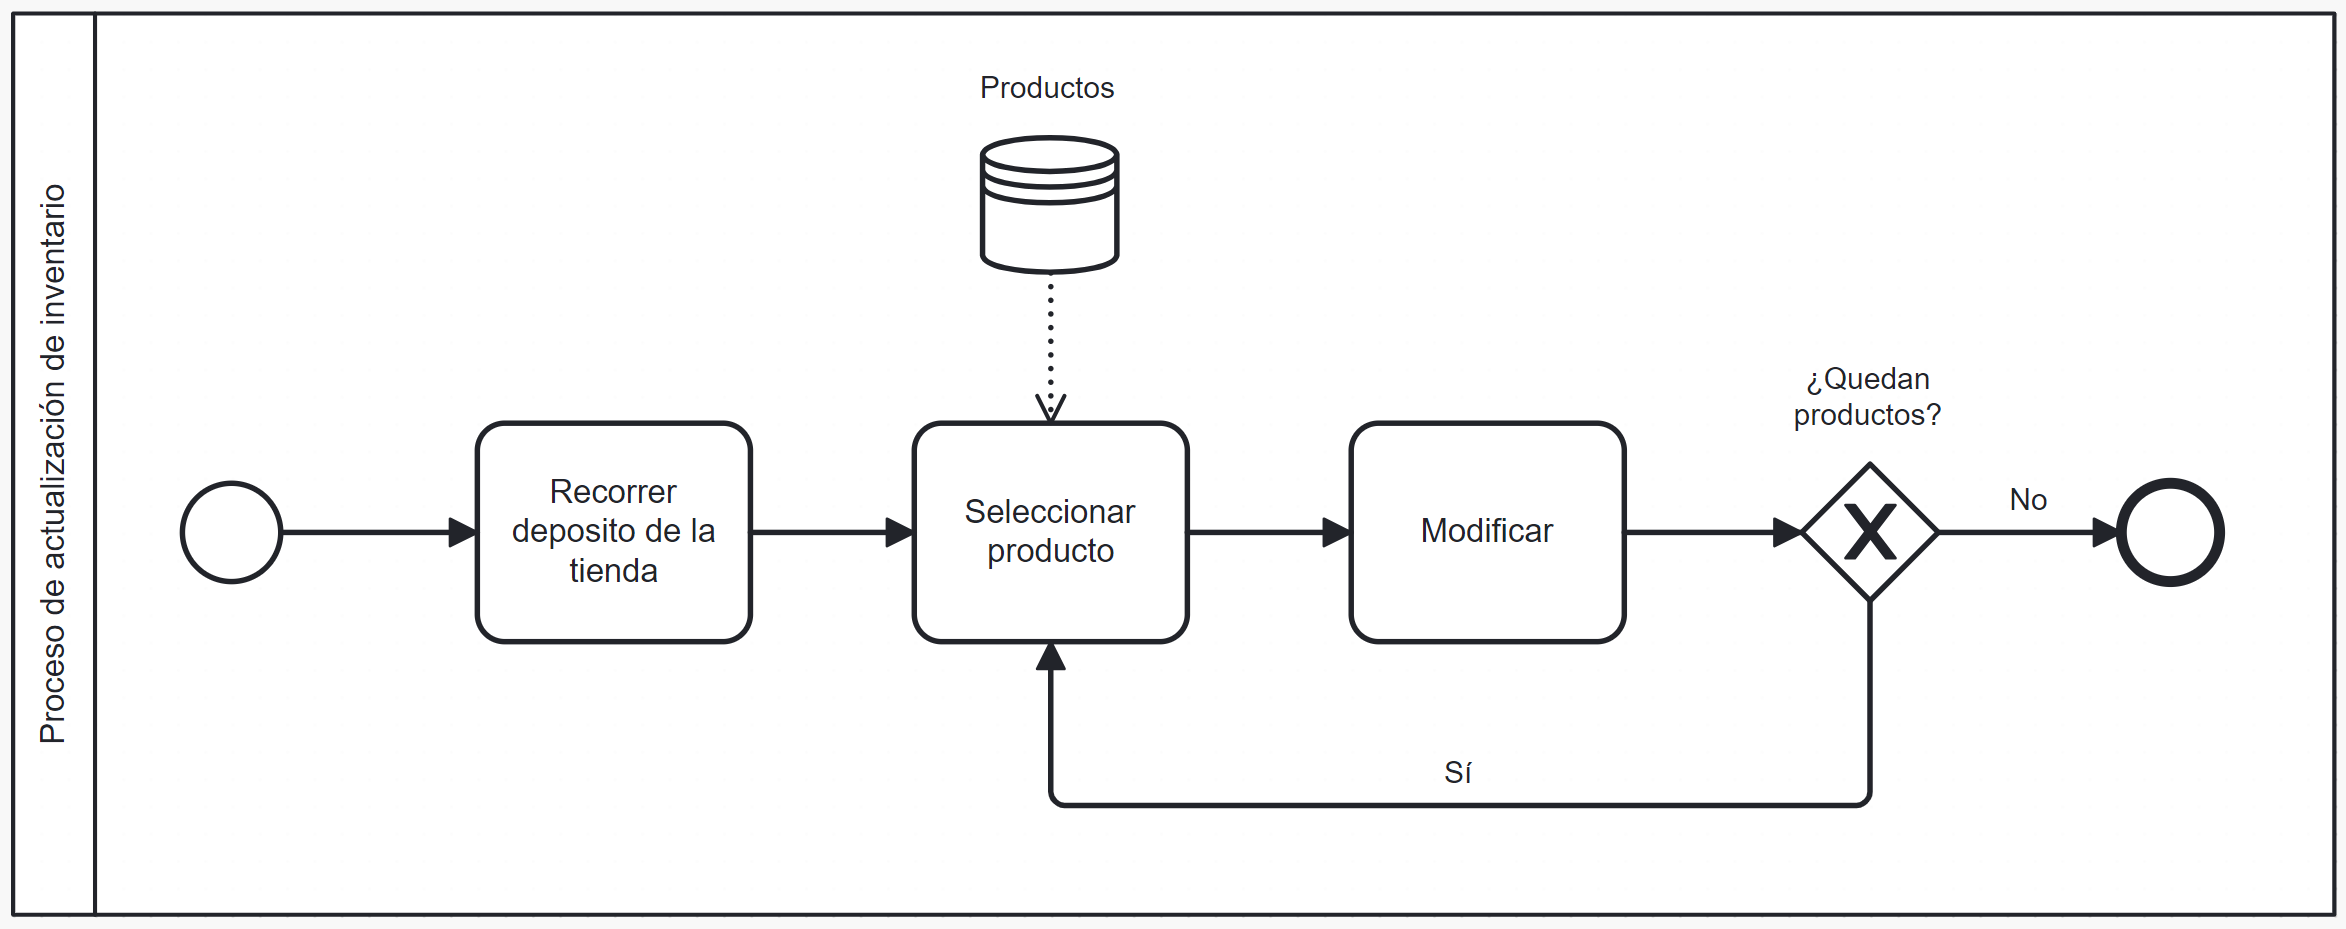 Proceso de actualización de inventario
Productos
Recorrer
deposito de la
tienda
Seleccionar
producto
Modificar
¿Quedan
productos?
No
Sí